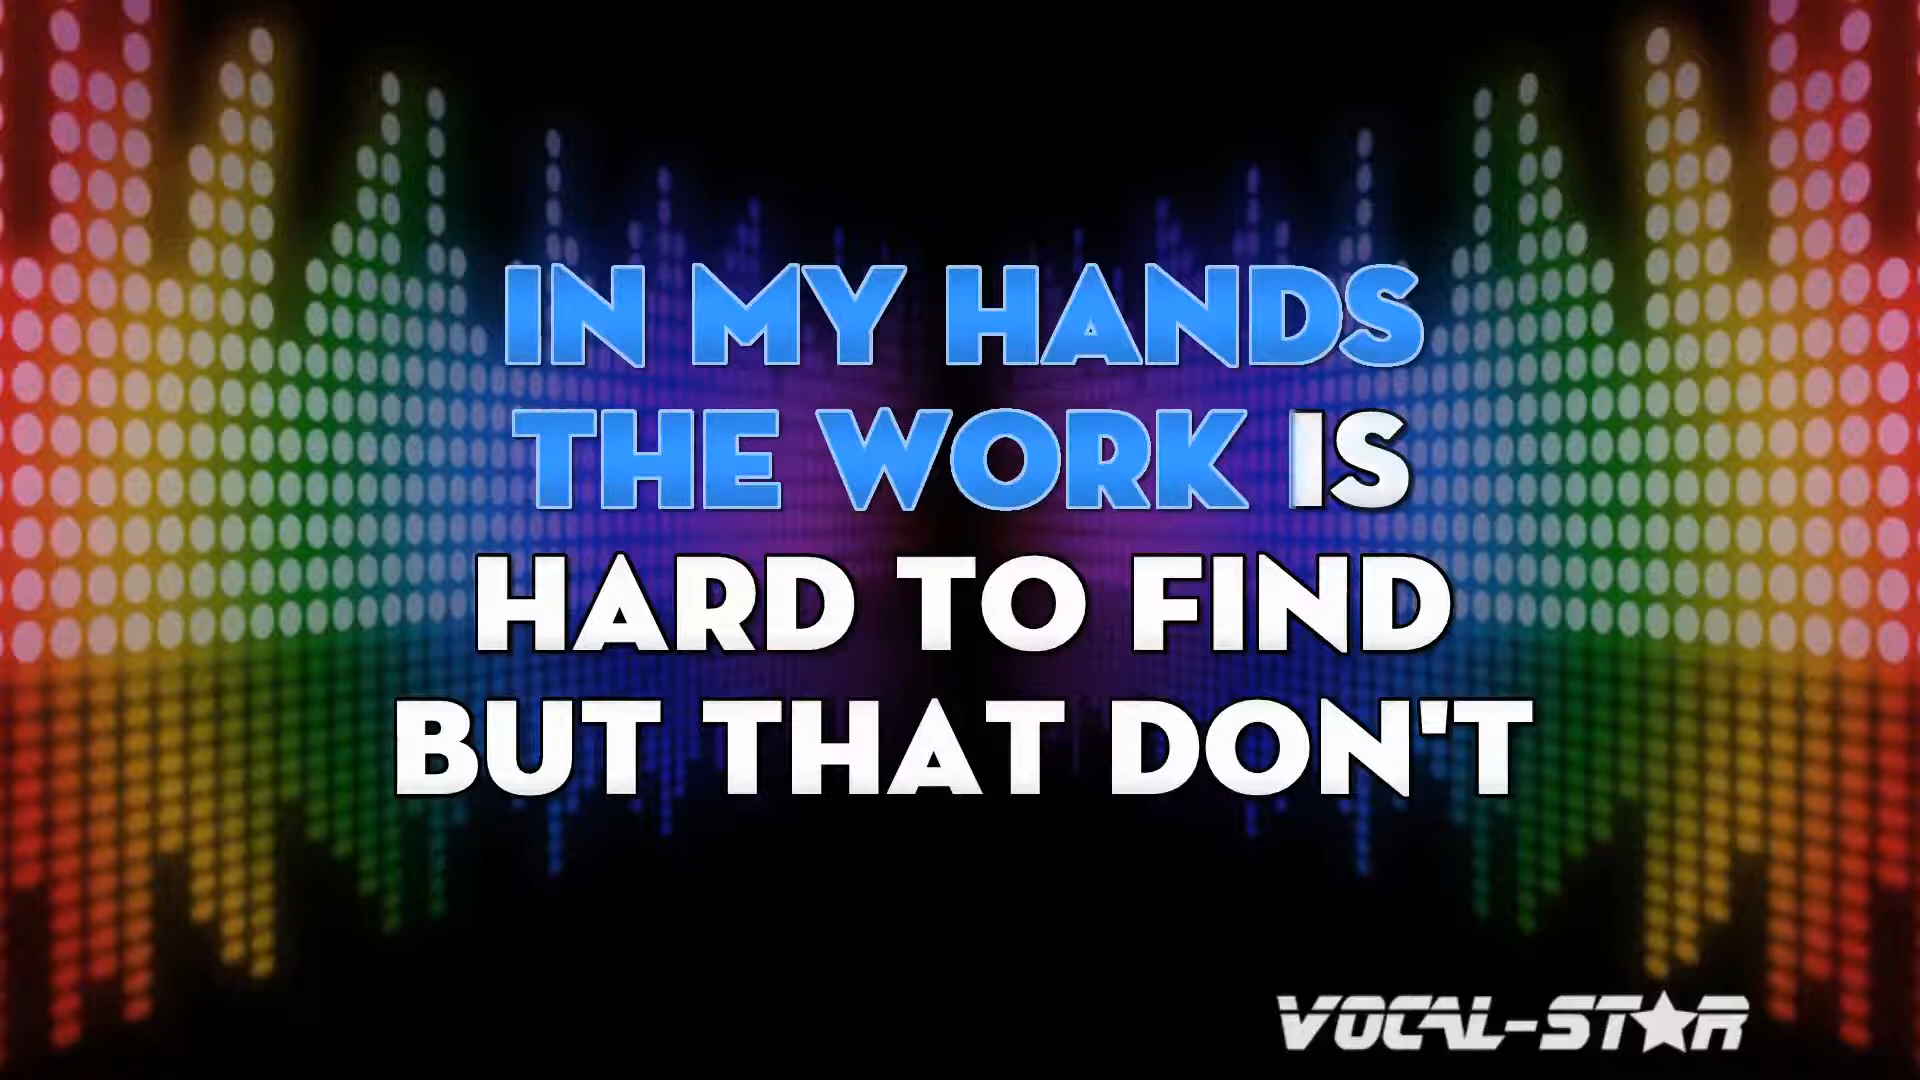 IN MY HANDS
THE WORK IS
HARD TO FIND
BUT THAT DON'T
VOCAL-STAR